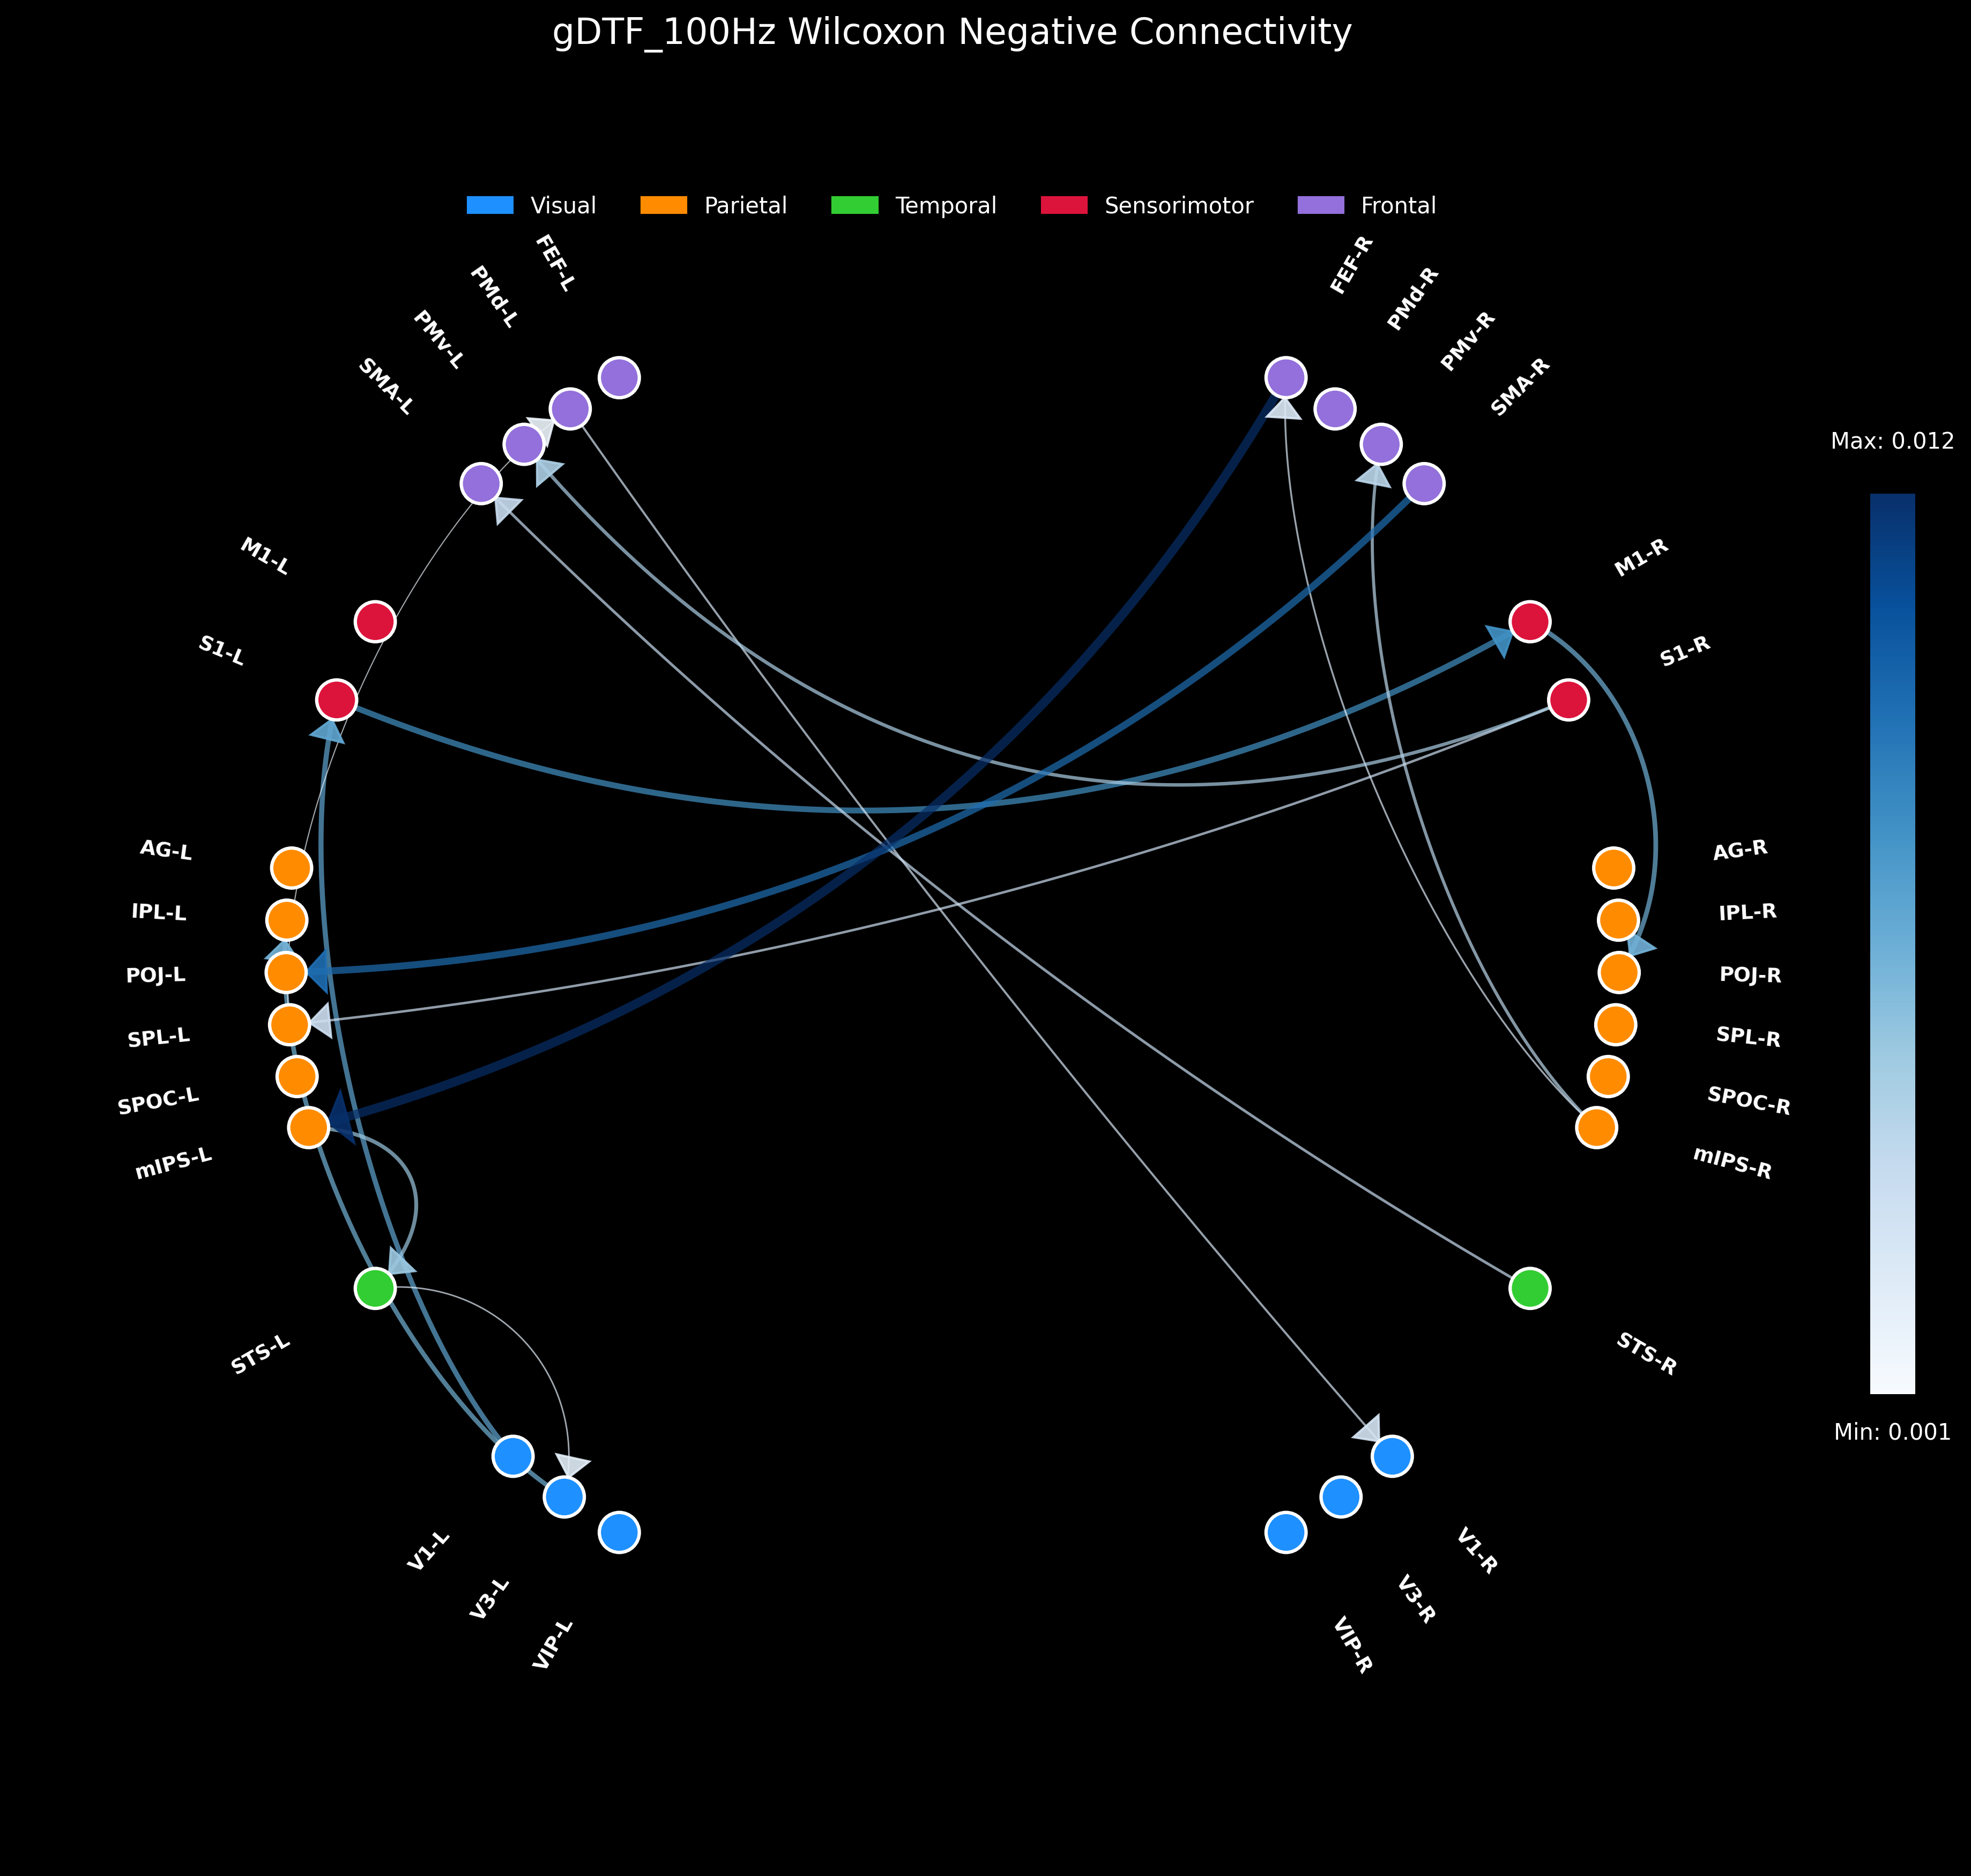 gDTF_100Hz Wilcoxon Negative Connectivity
Visual
Parietal
Temporal
Sensorimotor
Frontal
FEF-L
PMd-L
PMv-L
SMA-L
M1-L
S1-L
AG-L
IPL-L
POJ-L
SPL-L
SPOC-L
mIPS-L
STS-L
V1-L
V3-L
VIP-L
FEF-R
PMd-R
PMv-R
SMA-R
M1-R
S1-R
AG-R
IPL-R
POJ-R
SPL-R
SPOC-R
mIPS-R
STS-R
V1-R
V3-R
VIP-R
Max: 0.012
Min: 0.001